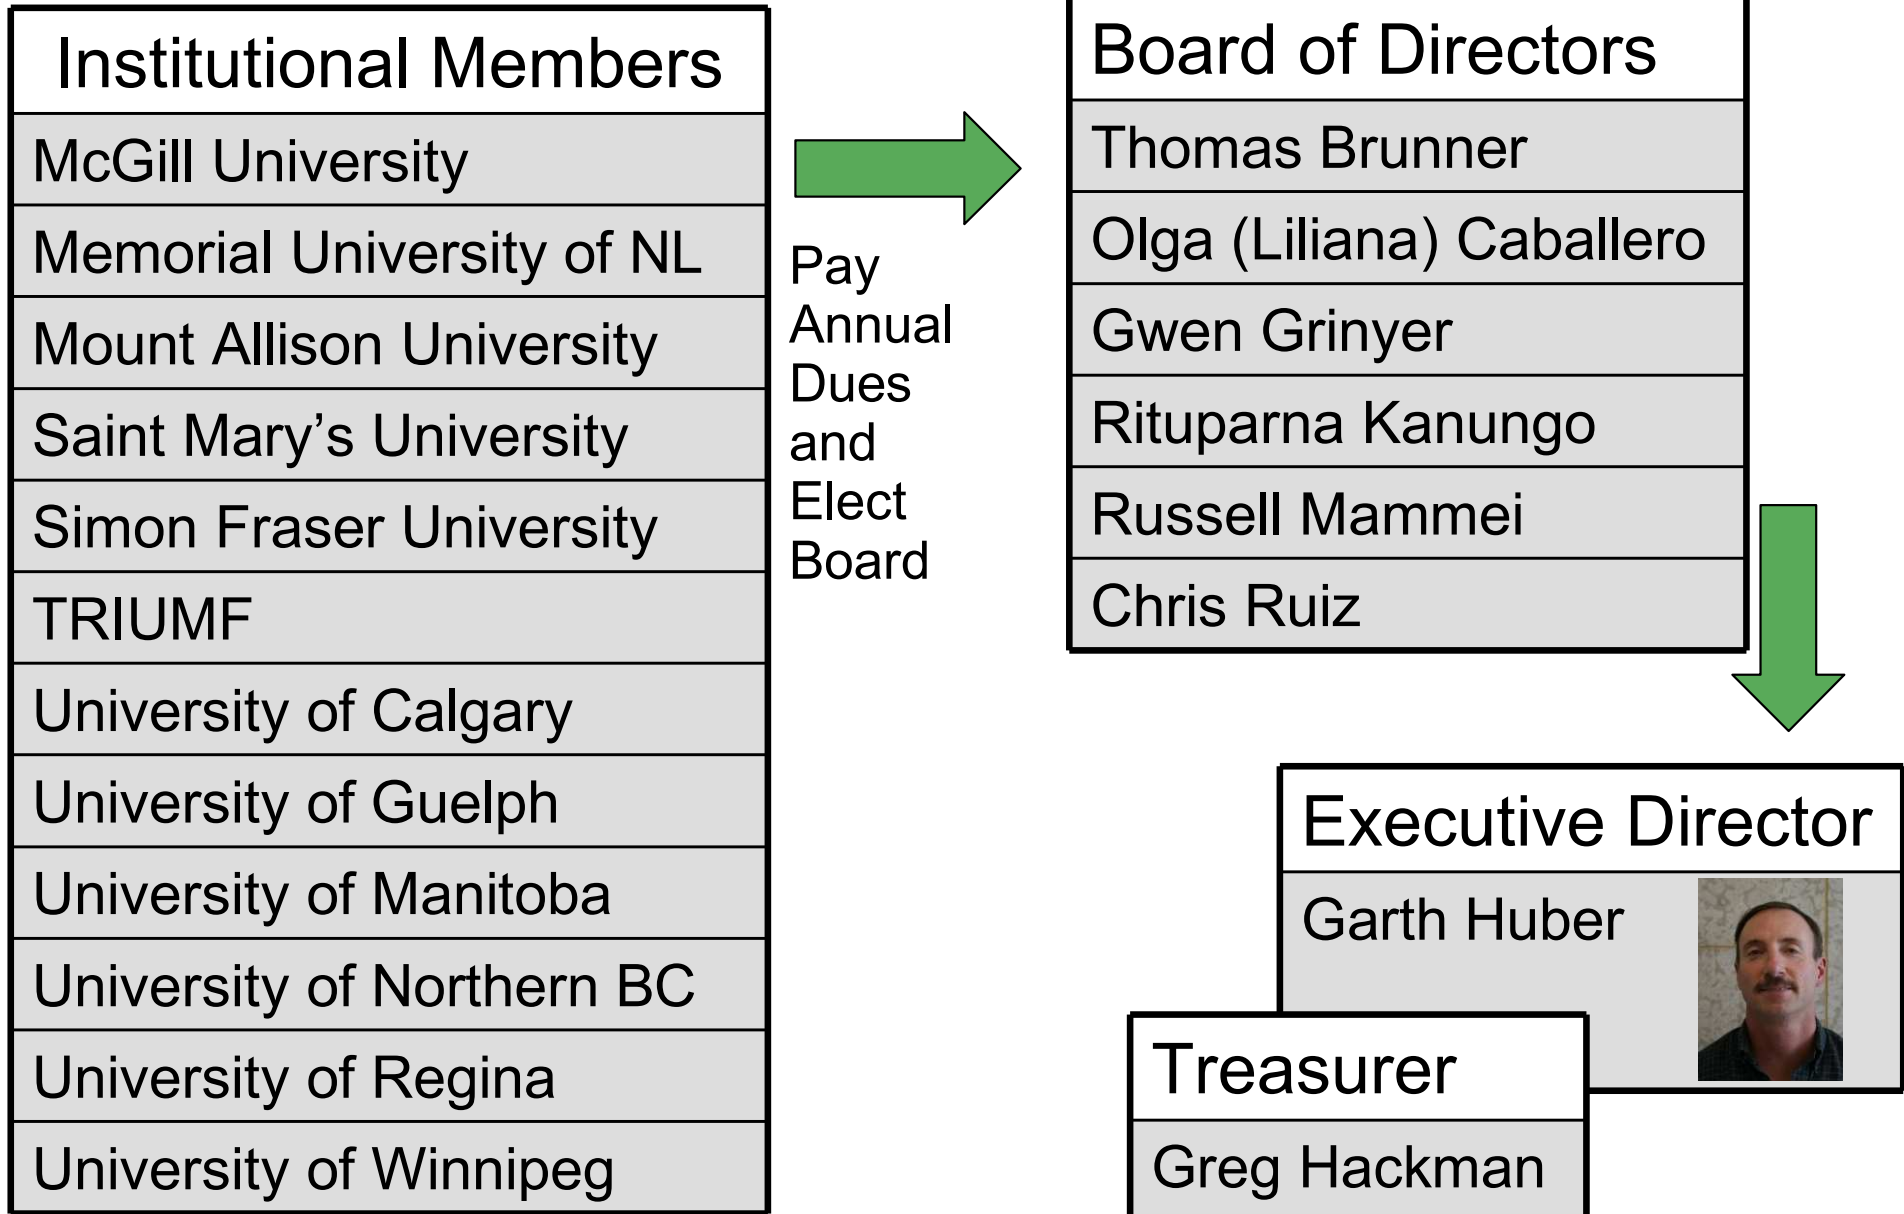 Institutional Members
McGill University
Memorial University of NL
Mount Allison University
Saint Mary’s University
Simon Fraser University
TRIUMF
University of Calgary
University of Guelph
University of Manitoba
University of Northern BC
University of Regina
University of Winnipeg
Pay
Annual
Dues
and
Elect
Board
Board of Directors
Thomas Brunner
Olga (Liliana) Caballero
Gwen Grinyer
Rituparna Kanungo
Russell Mammei
Chris Ruiz
Executive Director
Garth Huber
Treasurer
Greg Hackman